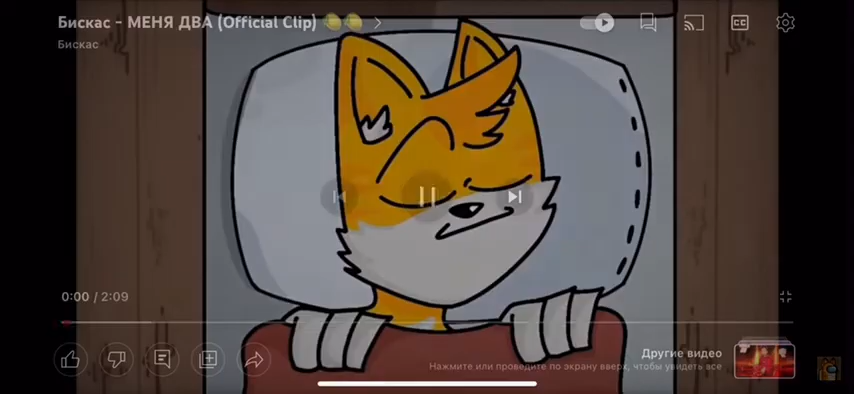 Бискас - МЕНЯ ДВА (Official Clip)
Бискас
CC
0:00 / 2:09
Другие видео
Нажмите или проведите по экрану вверх, чтобы увидеть все